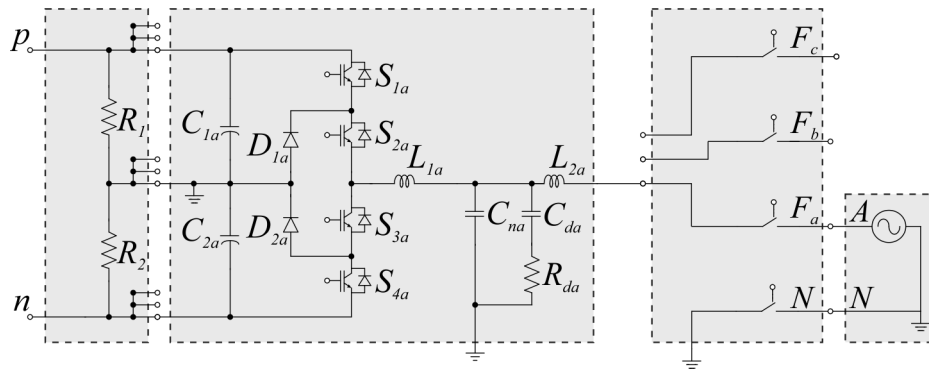 p
n
R1
R2
C1a
C2a
D1a
D2a
S1a
S2a
S3a
S4a
L1a
Cna
Cda
Rda
L2a
Fc
Fb
Fa
N
A
N